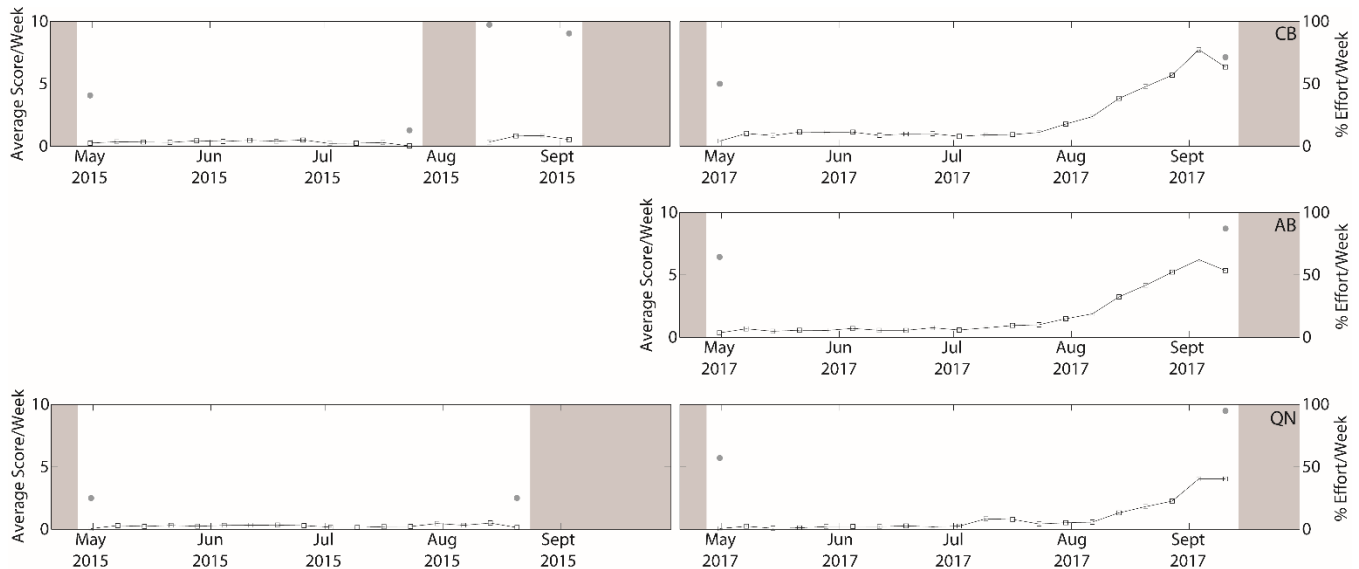 10 5 0
Average Score/Week
May Jun Jul Aug Sept
2015 2015 2015 2015 2015
CB
100 50 0
% Effort/Week
May Jun Jul Aug Sept
2017 2017 2017 2017 2017
10 5 0
Average Score/Week
AB
100 50 0
% Effort/Week
May Jun Jul Aug Sept
2017 2017 2017 2017 2017
10 5 0
Average Score/Week
May Jun Jul Aug Sept
2015 2015 2015 2015 2015
QN
100 50 0
% Effort/Week
May Jun Jul Aug Sept
2017 2017 2017 2017 2017